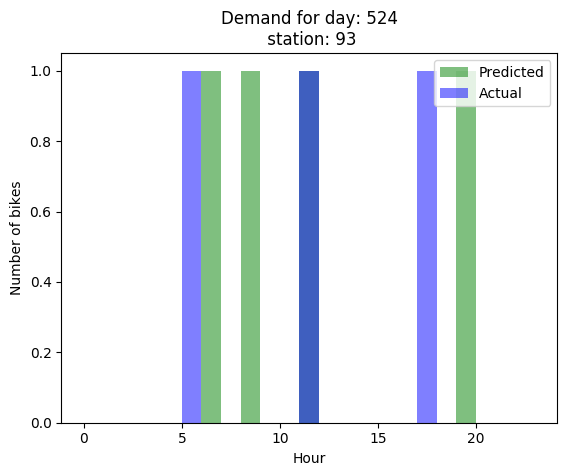 Demand for day: 524
station: 93
Predicted
Actual
1.0
0.8
0.6
0.4
0.2
0.0
Number of bikes
0
5
10
15
20
Hour